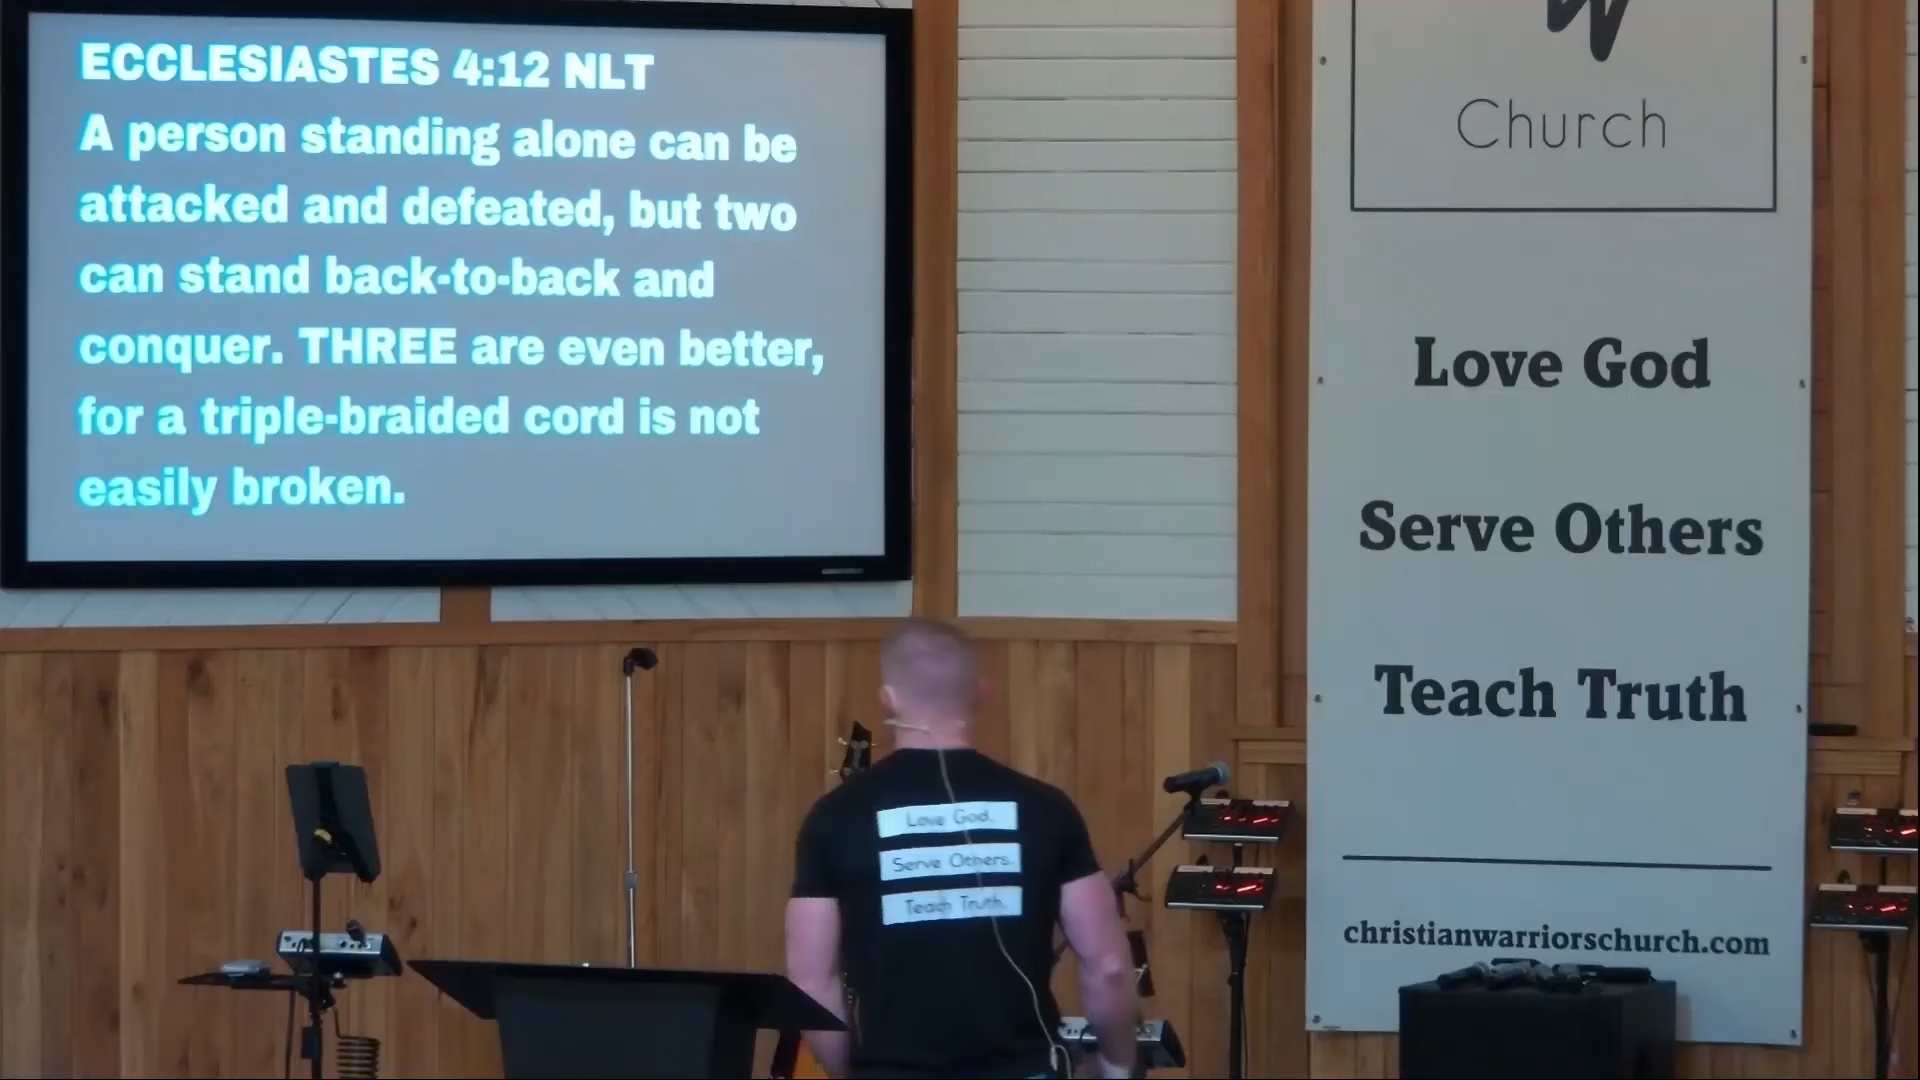 ECCLESIASTES 4:12 NLT
A person standing alone can be
attacked and defeated, but two
can stand back-to-back and
conquer. THREE are even better,
for a triple-braided cord is not
easily broken.
Church
Love God
Serve Others
Teach Truth
christianwarriorschurch.com
Love God.
Serve Others.
Teach Truth.